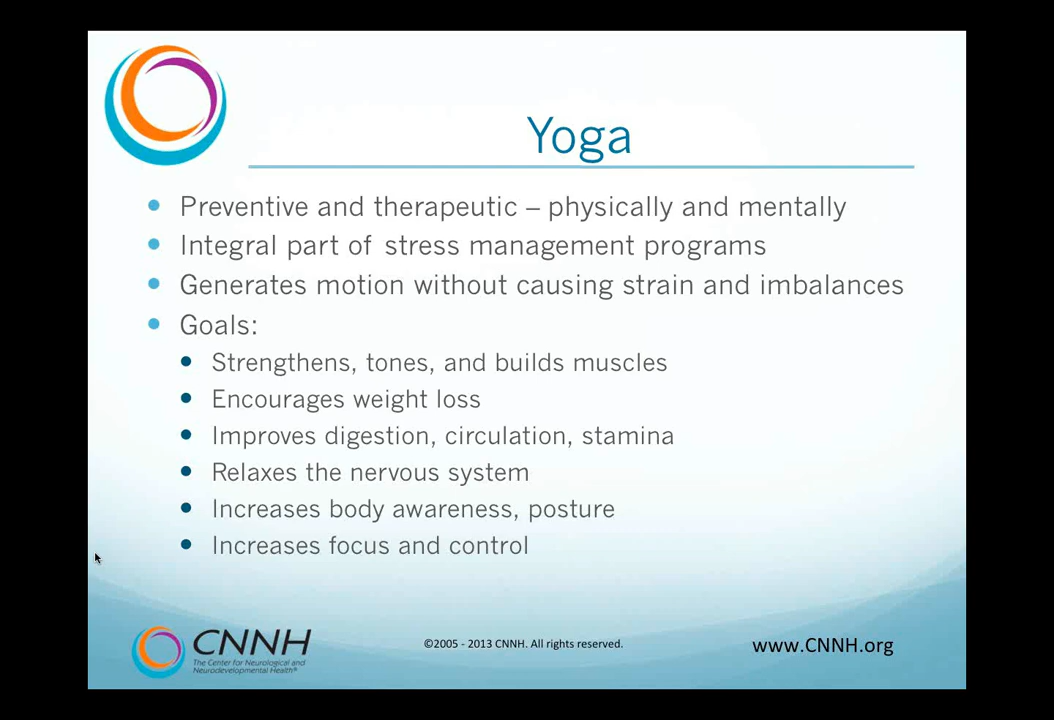 Yoga
Preventive and therapeutic – physically and mentally
Integral part of stress management programs
Generates motion without causing strain and imbalances
Goals:
Strengthens, tones, and builds muscles
Encourages weight loss
Improves digestion, circulation, stamina
Relaxes the nervous system
Increases body awareness, posture
Increases focus and control
CNNH
The Center for Neurological and
Neurodevelopmental Health®
©2005 - 2013 CNNH. All rights reserved.
www.CNNH.org